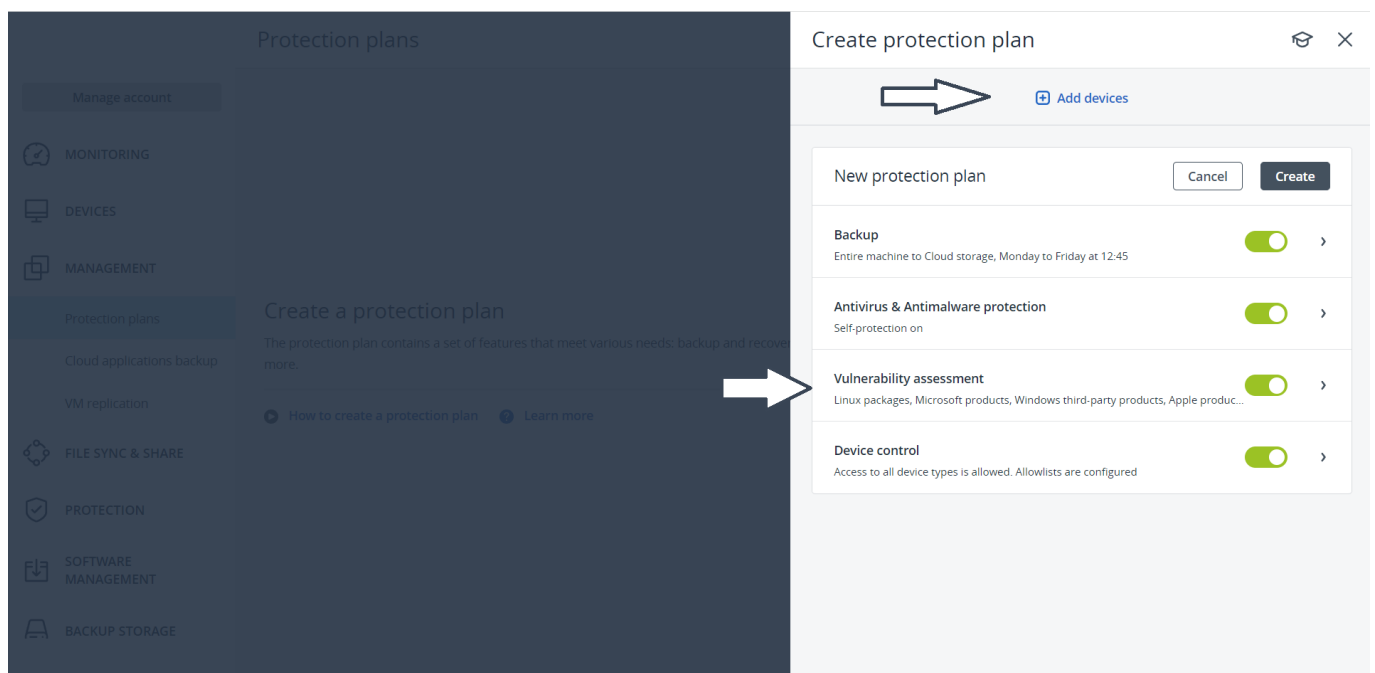 Protection plans
Create protection plan
Manage account
Add devices
MONITORING
DEVICES
MANAGEMENT
Protection plans
Cloud applications backup
VM replication
FILE SYNC & SHARE
PROTECTION
SOFTWARE
MANAGEMENT
BACKUP STORAGE
Create a protection plan
The protection plan contains a set of features that meet various needs: backup and recove
more.
How to create a protection plan
? Learn more
New protection plan
Cancel
Create
Backup
Entire machine to Cloud storage, Monday to Friday at 12:45
Antivirus & Antimalware protection
Self-protection on
Vulnerability assessment
Linux packages, Microsoft products, Windows third-party products, Apple produc...
Device control
Access to all device types is allowed. Allowlists are configured